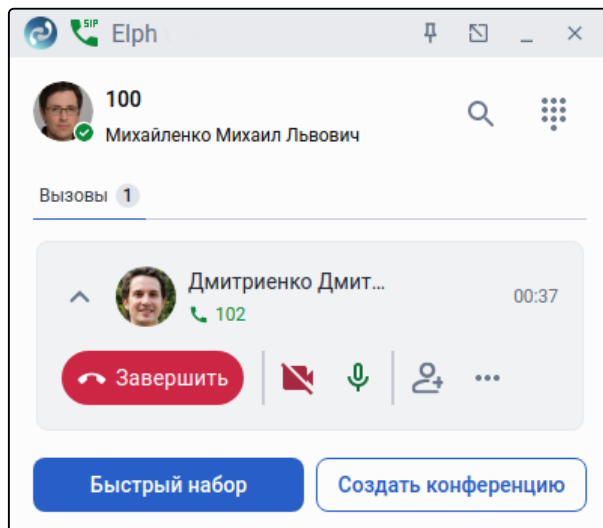 SIP Elph
100
Михайленко Михаил Львович
Вызовы 1
Дмитриенко Дмит...
102
00:37
Завершить
Быстрый набор
Создать конференцию